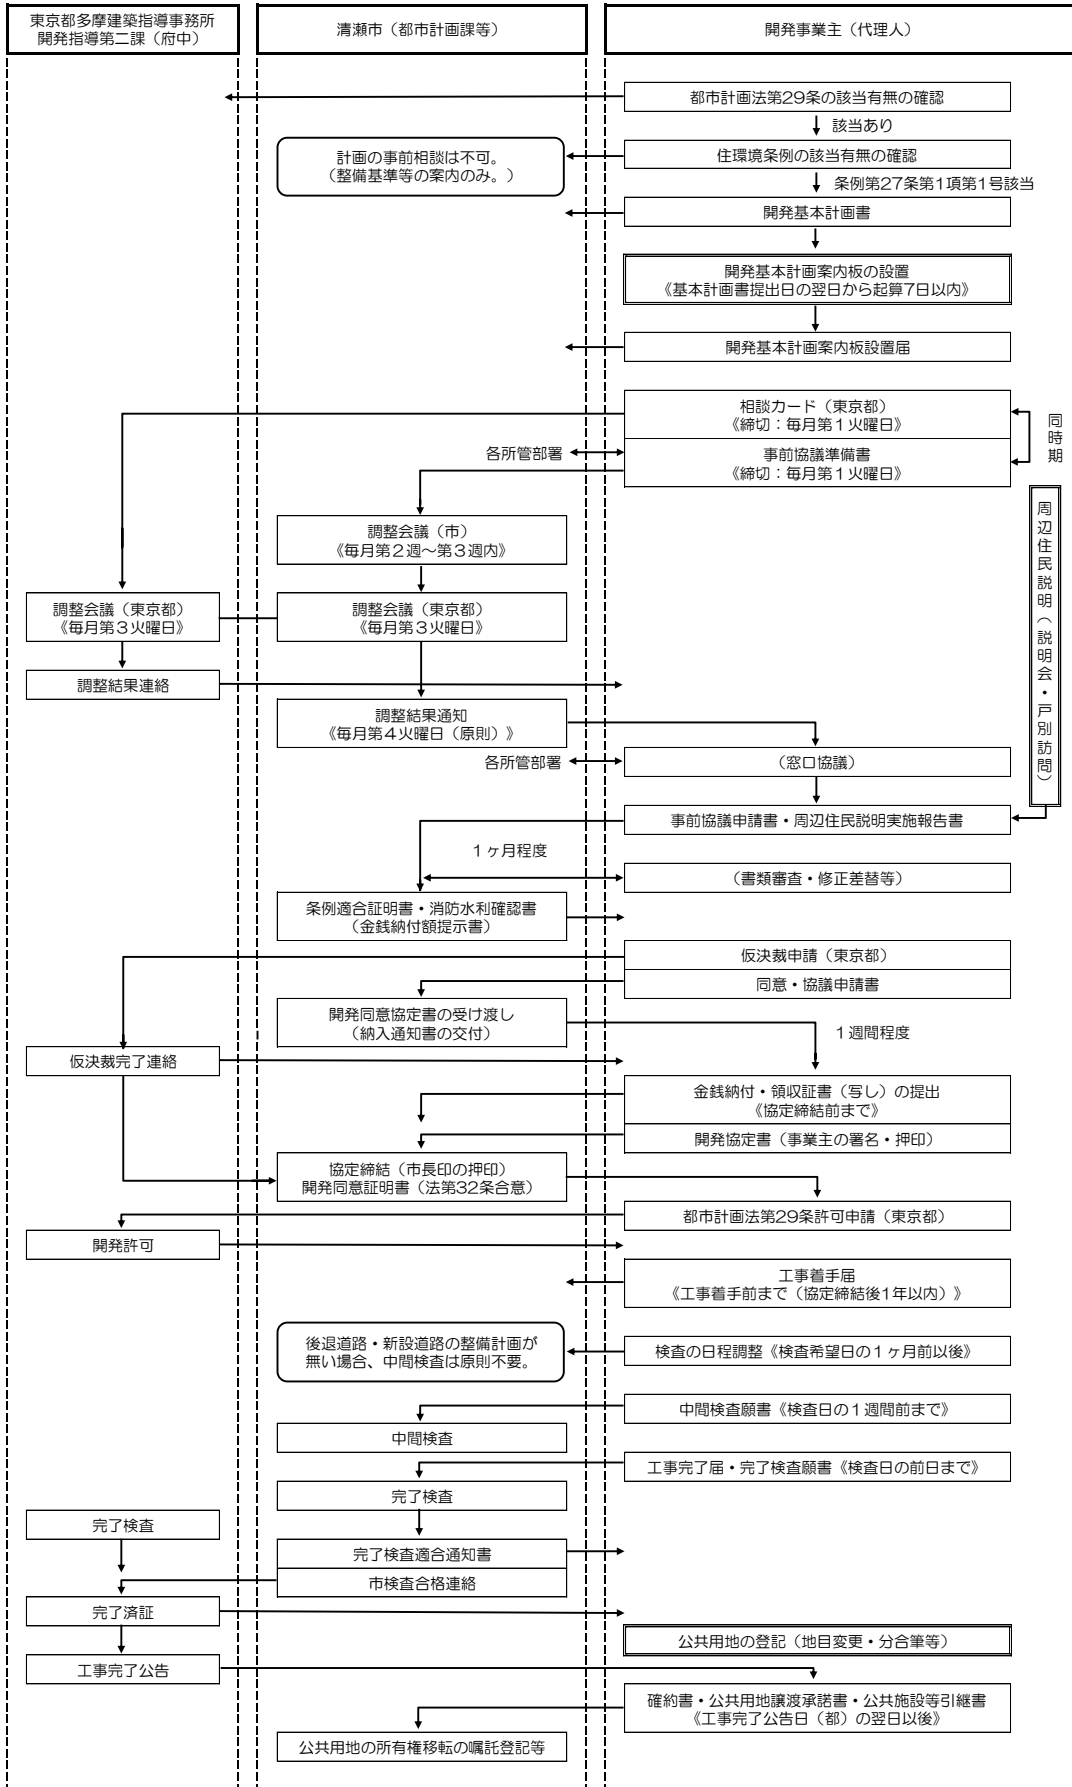 東京都多摩建築指導事務所
開発指導第二課（府中）
清瀬市（都市計画課等）
開発事業主（代理人）
都市計画法第29条の該当有無の確認
該当あり
計画の事前相談は不可。
（整備基準等の案内のみ。）
住環境条例の該当有無の確認
条例第27条第1項第1号該当
開発基本計画書
開発基本計画案内板の設置
《基本計画書提出日の翌日から起算7日以内》
開発基本計画案内板設置届
相談カード（東京都）
《締切：毎月第１火曜日》
同時期
各所管部署
事前協議準備書
《締切：毎月第１火曜日》
周辺住民説明（説明会・戸別訪問）
調整会議（市）
《毎月第２週～第３週内》
調整会議（東京都）
《毎月第３火曜日》
調整会議（東京都）
《毎月第３火曜日》
調整結果連絡
調整結果通知
《毎月第４火曜日（原則）》
各所管部署
（窓口協議）
事前協議申請書・周辺住民説明実施報告書
１ヶ月程度
（書類審査・修正差替等）
条例適合証明書・消防水利確認書
（金銭納付額提示書）
仮決裁申請（東京都）
同意・協議申請書
開発同意協定書の受け渡し
（納入通知書の交付）
１週間程度
仮決裁完了連絡
金銭納付・領収証書（写し）の提出
《協定締結前まで》
開発協定書（事業主の署名・押印）
協定締結（市長印の押印）
開発同意証明書（法第32条合意）
都市計画法第29条許可申請（東京都）
開発許可
工事着手届
《工事着手前まで（協定締結後1年以内）》
後退道路・新設道路の整備計画が
無い場合、中間検査は原則不要。
検査の日程調整《検査希望日の１ヶ月前以後》
中間検査願書《検査日の１週間前まで》
中間検査
工事完了届・完了検査願書《検査日の前日まで》
完了検査
完了検査
完了検査適合通知書
市検査合格連絡
完了済証
公共用地の登記（地目変更・分合筆等）
工事完了公告
確約書・公共用地譲渡承諾書・公共施設等引継書
《工事完了公告日（都）の翌日以後》
公共用地の所有権移転の嘱託登記等